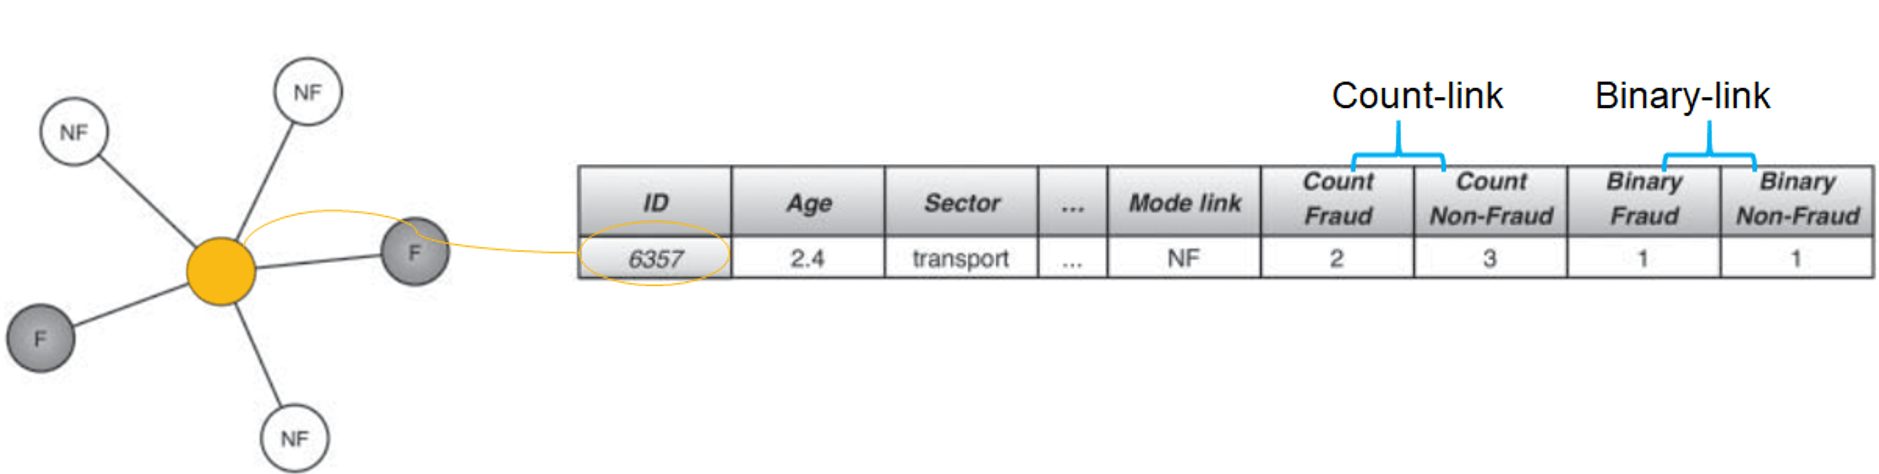 NF
NF
F
F
NF
Count-link Binary-link
ID Age Sector ... Mode link Count Fraud Count Non-Fraud Binary Fraud Binary Non-Fraud
6357 2.4 transport ... NF 2 3 1 1